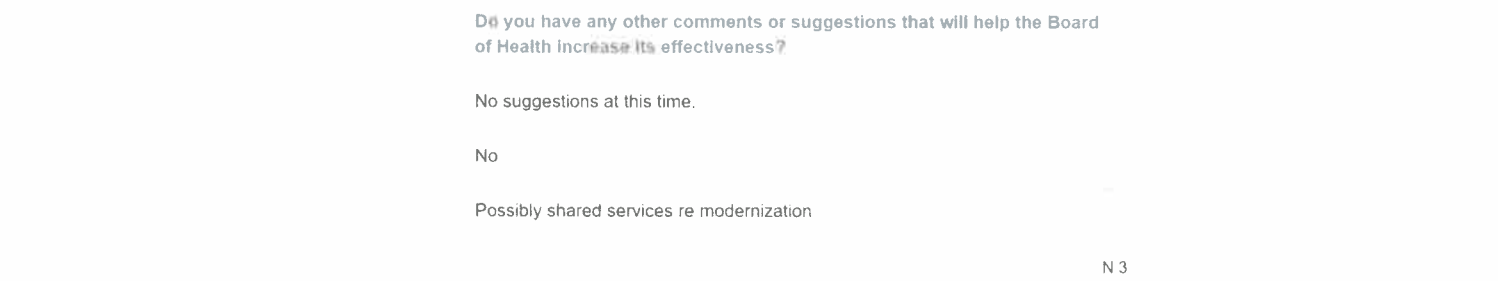 Do you have any other comments or suggestions that will help the Board
of Health increase its effectiveness?
No suggestions at this time.
No
Possibly shared services re modernization
N 3